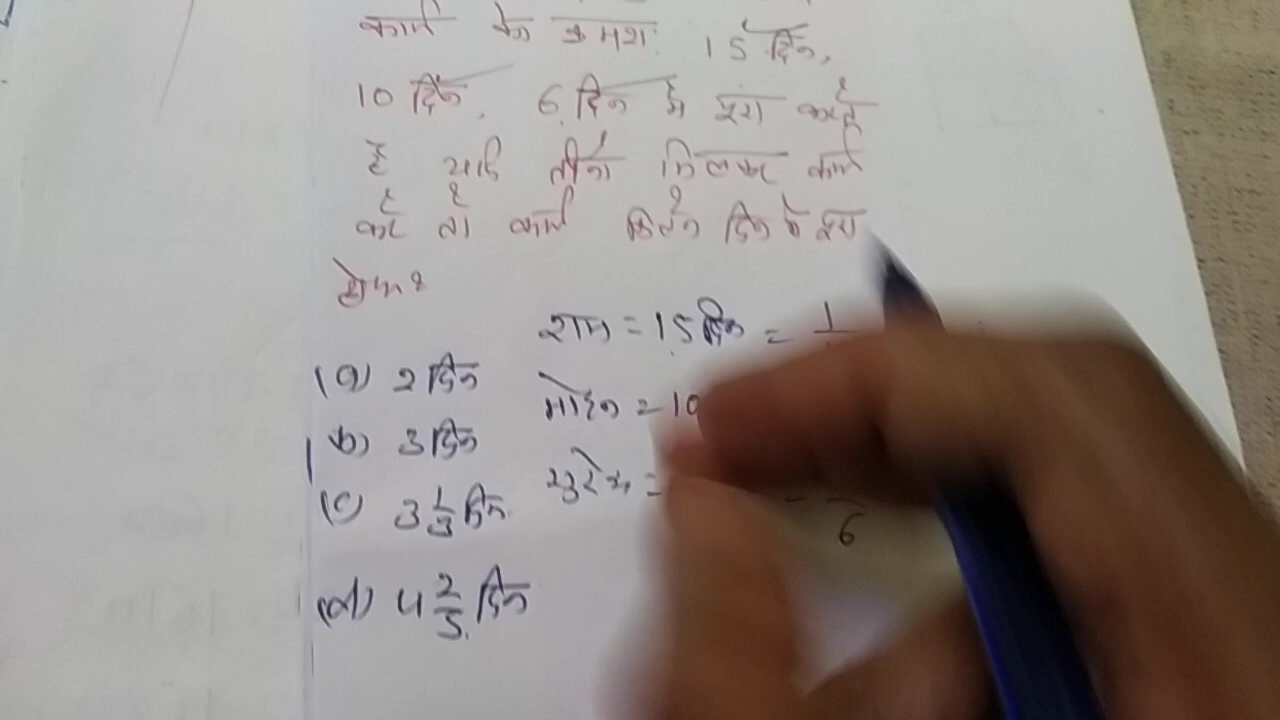 कार्य को क्रमशः 15 दिन,
10 दिन, 6 दिन में पूरा करते
है यदि तीनों मिलकर कार्य
करे तो कार्य कितने दिन में पूरा
होगा?
राम = 15 दिन = 1
(a) 2 दिन
मोहन = 10
(b) 3 दिन
सुरेश =
6
(c) 3 1/3 दिन
(d) 4 2/5 दिन